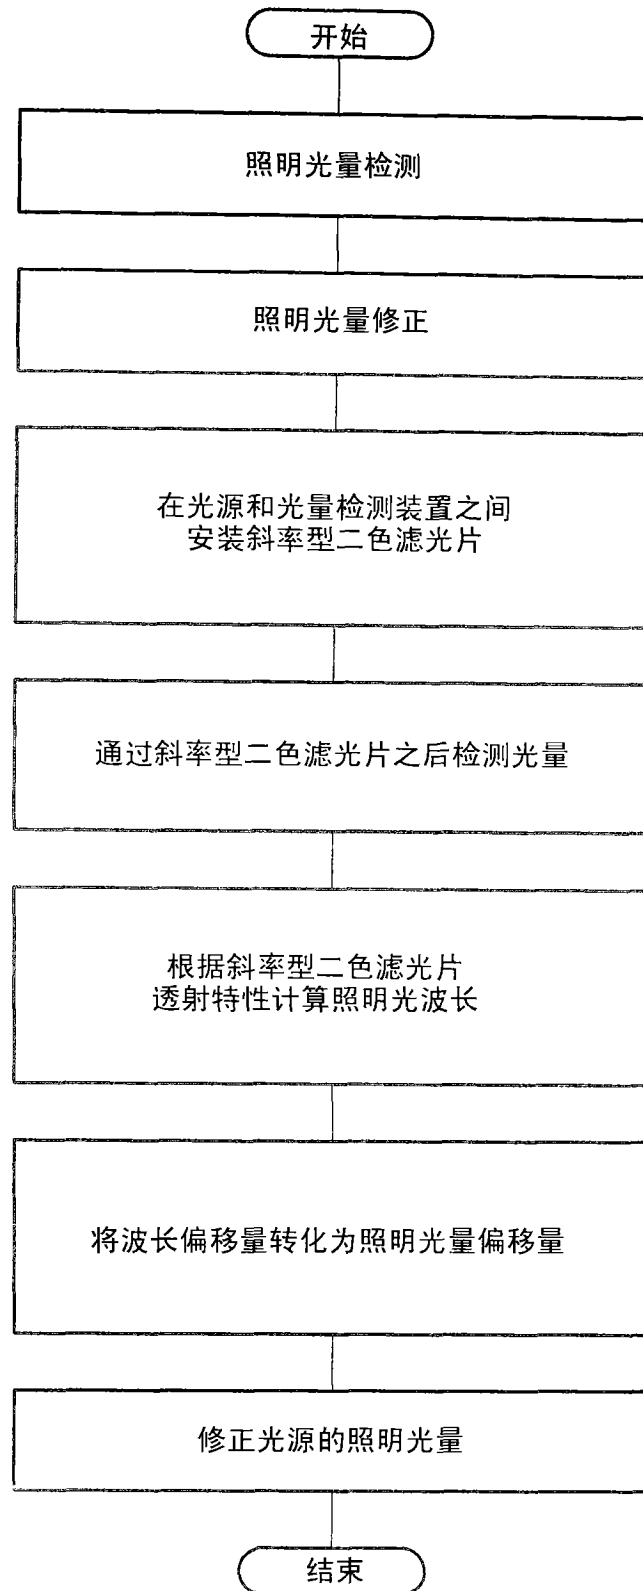 开始
照明光量检测
照明光量修正
在光源和光量检测装置之间
安装斜率型二色滤光片
通过斜率型二色滤光片之后检测光量
根据斜率型二色滤光片
透射特性计算照明光波长
将波长偏移量转化为照明光量偏移量
修正光源的照明光量
结束